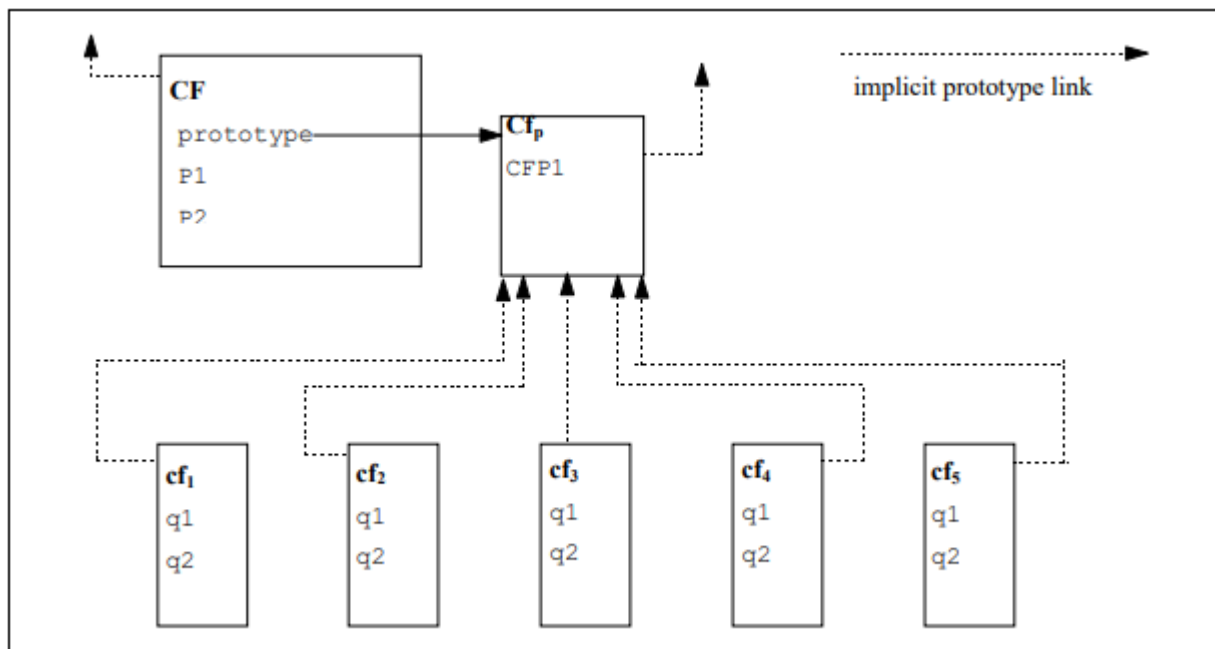 CF
prototype
P1
P2
Cfp
CFP1
implicit prototype link
cf1
q1
q2
cf2
q1
q2
cf3
q1
q2
cf4
q1
q2
cf5
q1
q2